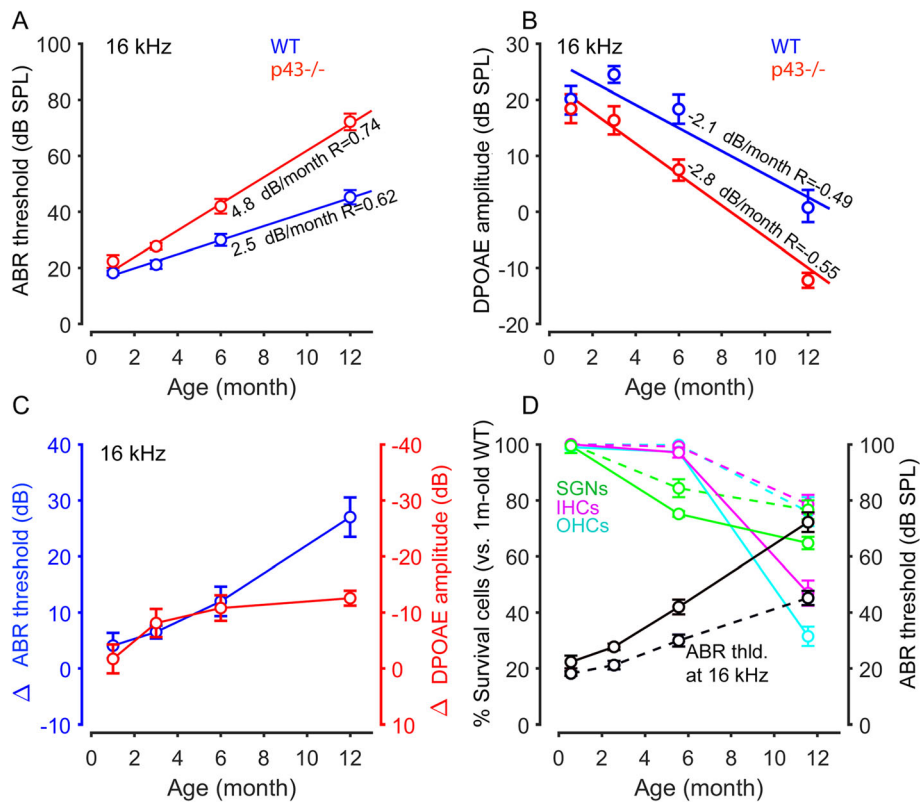 A
16 kHz
WT
p43-/-
100
80
60
40
20
0
ABR threshold (dB SPL)
4.8 dB/month R=0.74
2.5 dB/month R=0.62
0 2 4 6 8 10 12
Age (month)
B
16 kHz
WT
p43-/-
30
20
10
0
-10
-20
DPOAE amplitude (dB SPL)
-2.1 dB/month R=-0.49
-2.8 dB/month R=-0.55
0 2 4 6 8 10 12
Age (month)
C
16 kHz
40
30
20
10
0
-10
Δ ABR threshold (dB)
-40
-30
-20
-10
0
10
Δ DPOAE amplitude (dB)
0 2 4 6 8 10 12
Age (month)
D
100
80
60
40
20
0
% Survival cells (vs. 1m-old WT)
SGNs
IHCs
OHCs
ABR thld.
at 16 kHz
100
80
60
40
20
0
ABR threshold (dB SPL)
0 2 4 6 8 10 12
Age (month)